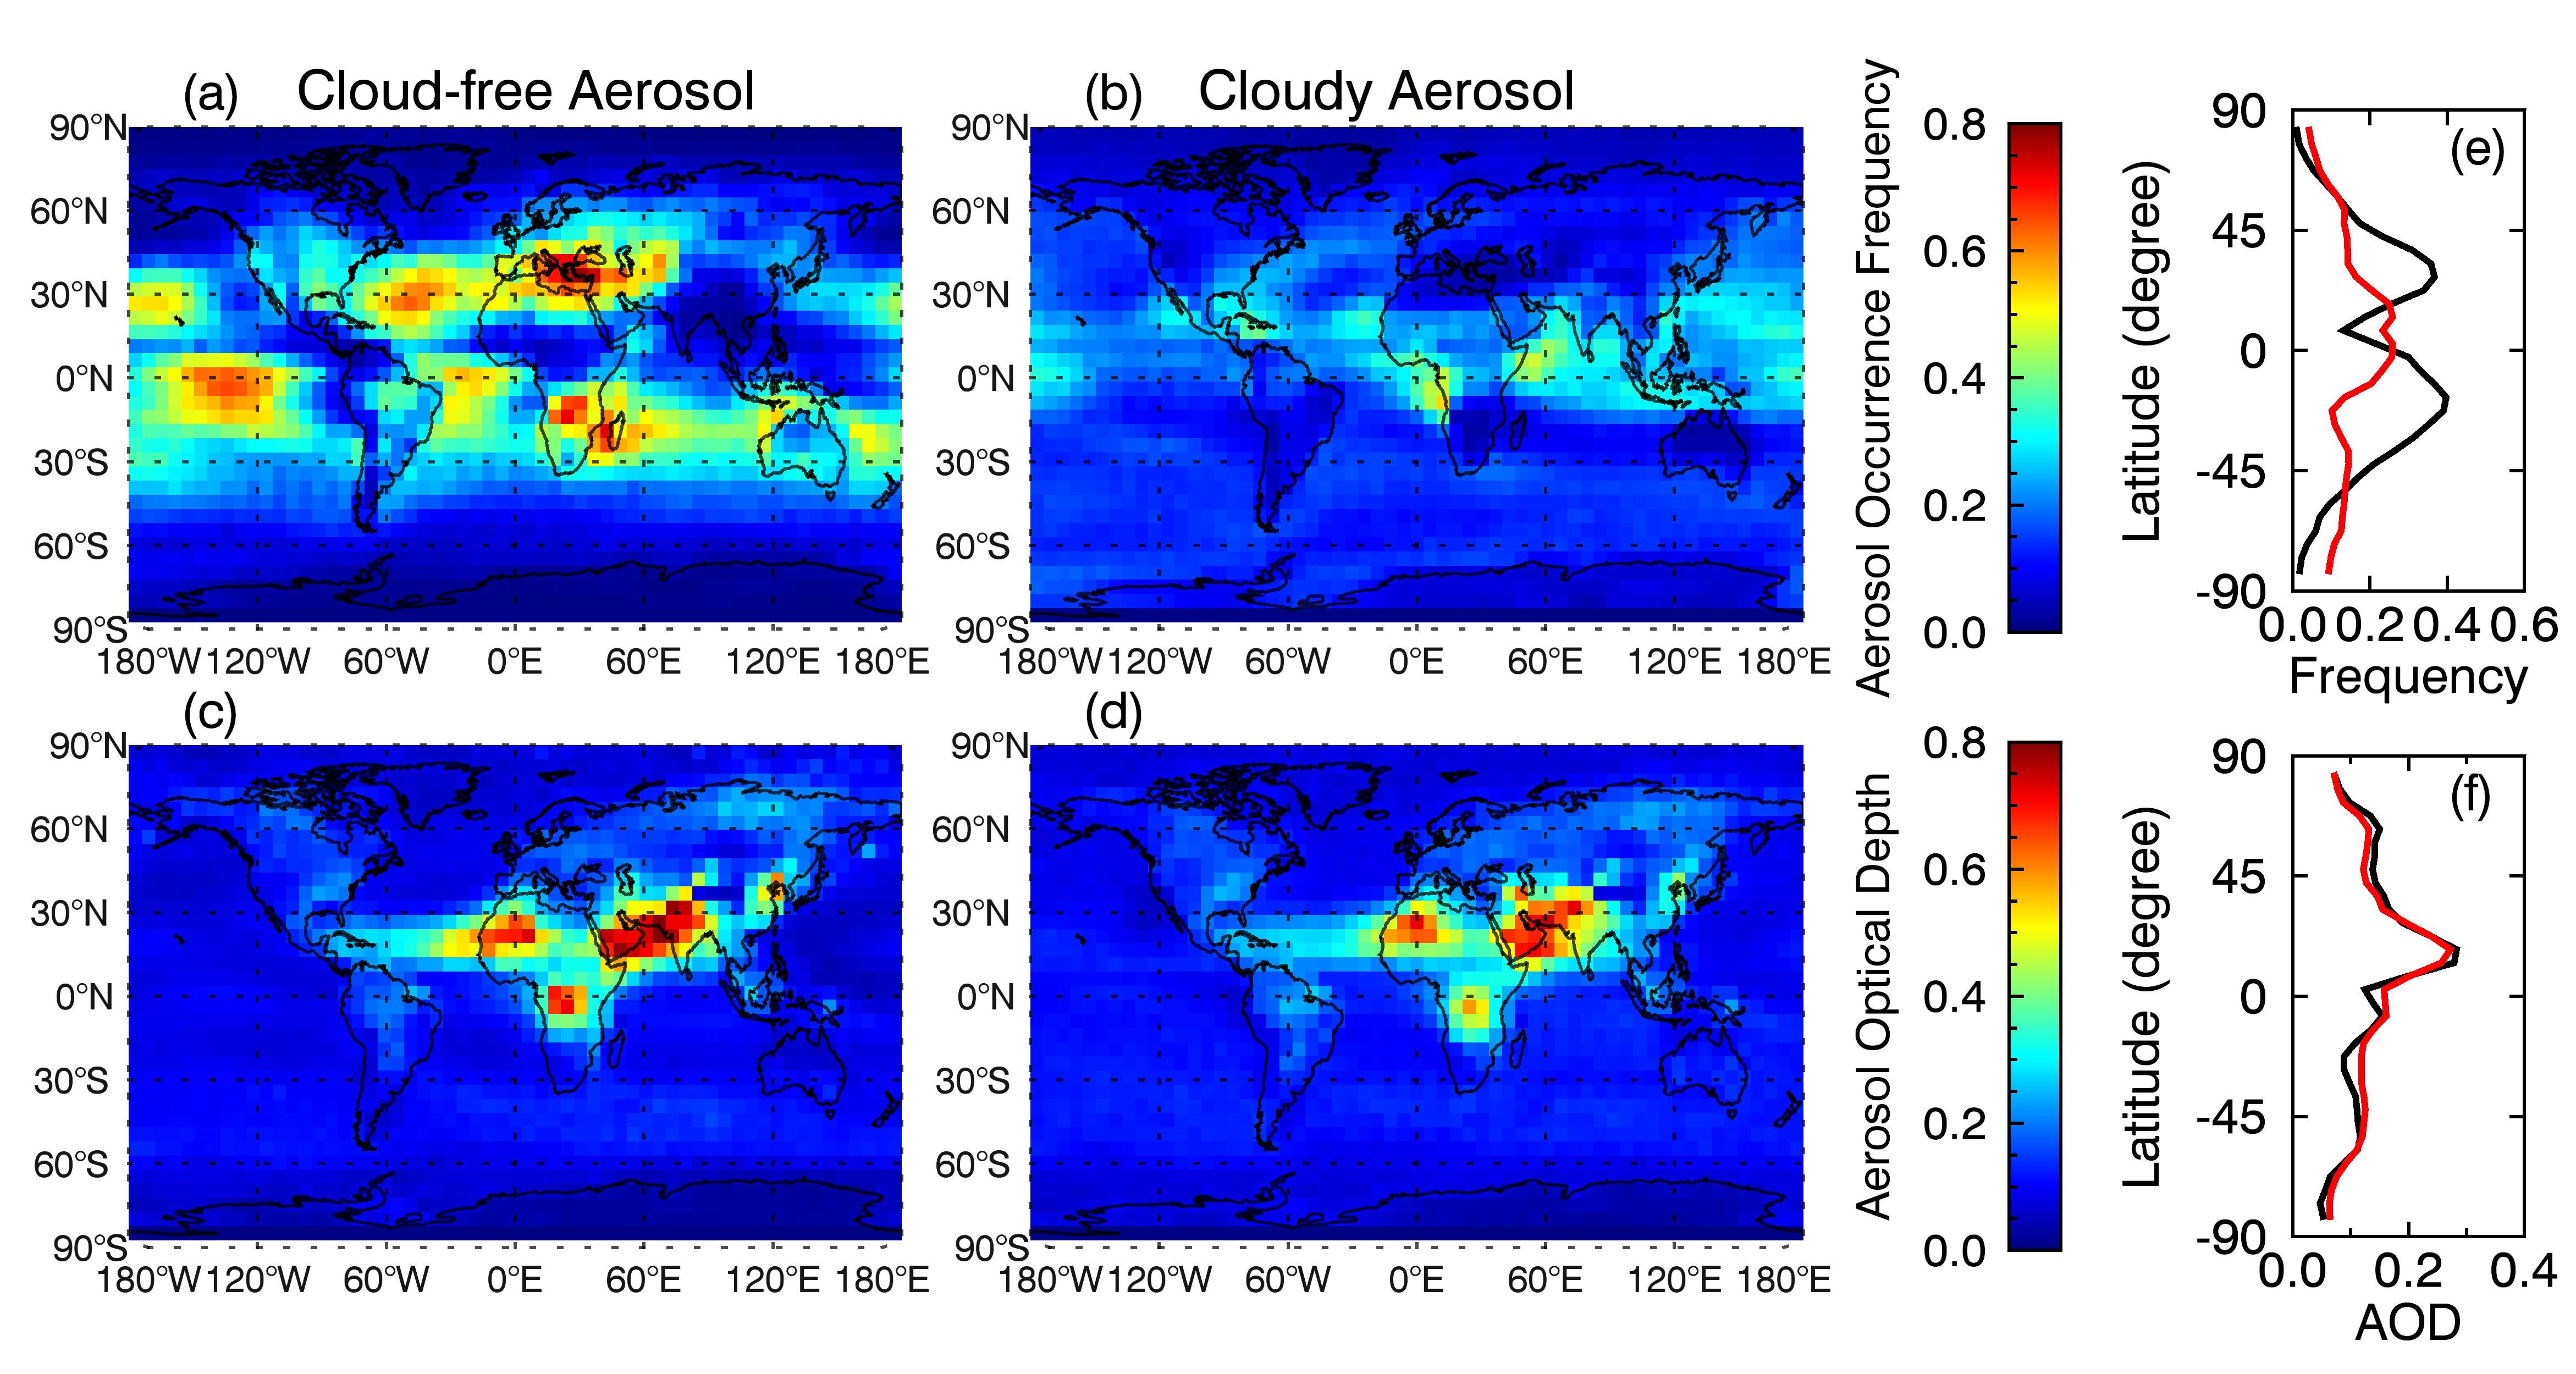 (a) Cloud-free Aerosol
90°N
60°N
30°N
0°N
30°S
60°S
90°S
180°W 120°W 60°W 0°E 60°E 120°E 180°E
(b) Cloudy Aerosol
90°N
60°N
30°N
0°N
30°S
60°S
90°S
180°W 120°W 60°W 0°E 60°E 120°E 180°E
Aerosol Occurrence Frequency
0.8
0.6
0.4
0.2
0.0
(e)
Latitude (degree)
90
45
0
-45
-90
0.0 0.2 0.4 0.6
Frequency
(c)
90°N
60°N
30°N
0°N
30°S
60°S
90°S
180°W 120°W 60°W 0°E 60°E 120°E 180°E
(d)
90°N
60°N
30°N
0°N
30°S
60°S
90°S
180°W 120°W 60°W 0°E 60°E 120°E 180°E
Aerosol Optical Depth
0.8
0.6
0.4
0.2
0.0
(f)
Latitude (degree)
90
45
0
-45
-90
0.0 0.2 0.4
AOD